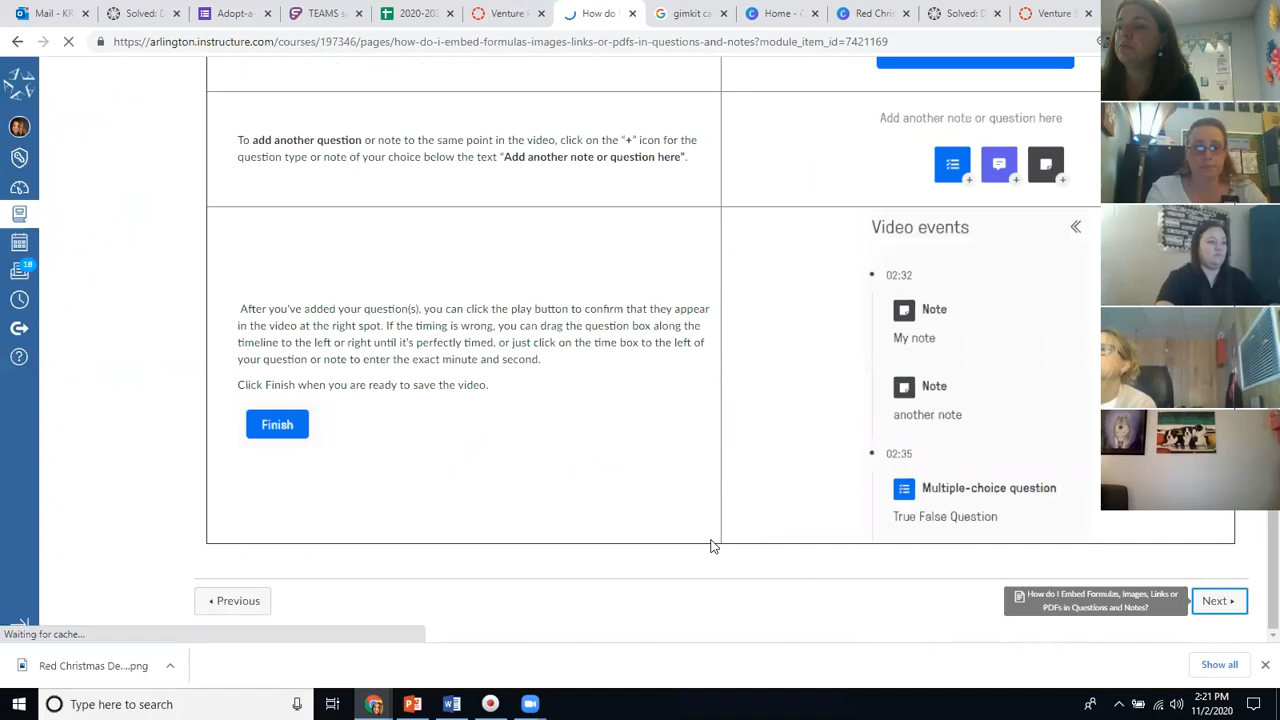 Mail - KR
Solved: D
Adopt-a
TEAMS s
2020-202
Venture R
How do I
gimkit ca
Home - C
Red Chris
Solved: D
Venture S
https://arlington.instructure.com/courses/197346/pages/how-do-i-embed-formulas-images-links-or-pdfs-in-questions-and-notes?module_item_id=7421169
To add another question or note to the same point in the video, click on the "+" icon for the
question type or note of your choice below the text "Add another note or question here".
Add another note or question here
18
After you've added your question(s), you can click the play button to confirm that they appear
in the video at the right spot. If the timing is wrong, you can drag the question box along the
timeline to the left or right until it's perfectly timed, or just click on the time box to the left of
your question or note to enter the exact minute and second.
Click Finish when you are ready to save the video.
Finish
Video events
02:32
Note
My note
Note
another note
02:35
Multiple-choice question
True False Question
Previous
How do I Embed Formulas, Images, Links or
PDFs in Questions and Notes?
Next
Waiting for cache...
Red Christmas De....png
Show all
Type here to search
2:21 PM
11/2/2020